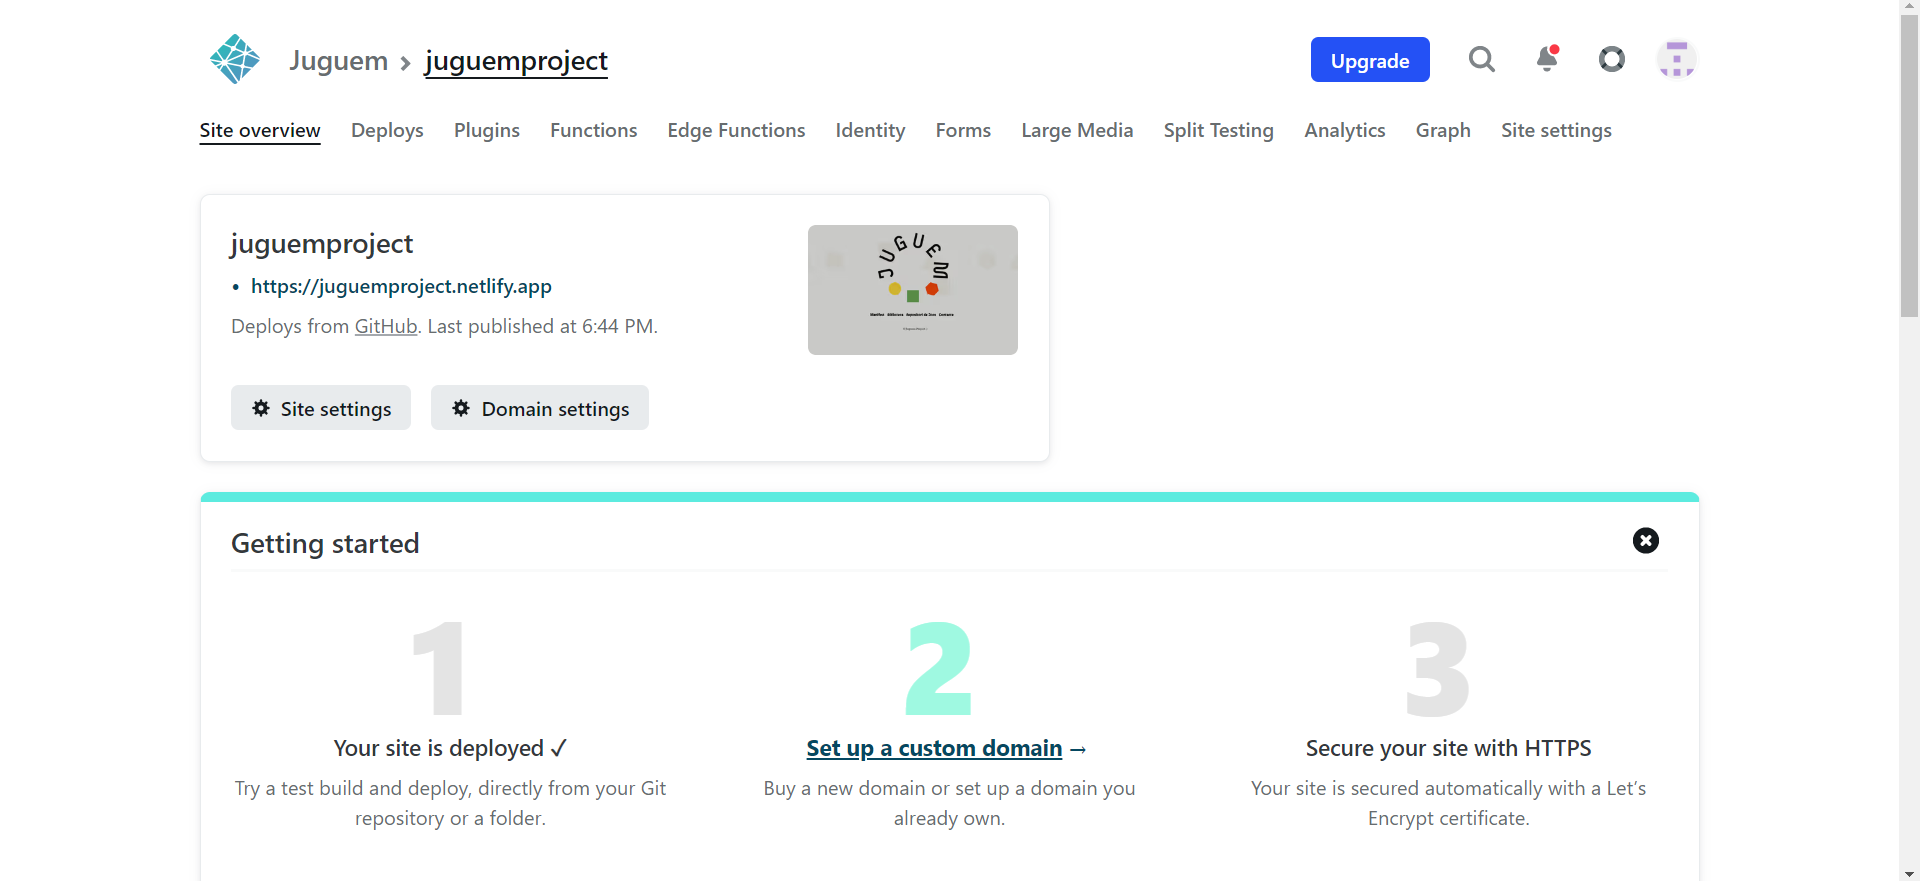 Juguem > juguemproject
Upgrade
Site overview Deploys Plugins Functions Edge Functions Identity Forms Large Media Split Testing Analytics Graph Site settings
juguemproject
• https://juguemproject.netlify.app
Deploys from GitHub. Last published at 6:44 PM.
JUGUEM
Site settings
Domain settings
Getting started
1
Your site is deployed ✓
Try a test build and deploy, directly from your Git
repository or a folder.
2
Set up a custom domain →
Buy a new domain or set up a domain you
already own.
3
Secure your site with HTTPS
Your site is secured automatically with a Let’s
Encrypt certificate.